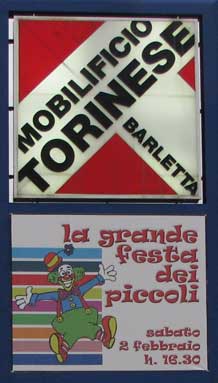 MOBILIFICIO
TORINESE
BARLETTA
la grande
festa
dei
piccoli
sabato
2 febbraio
h. 16.30